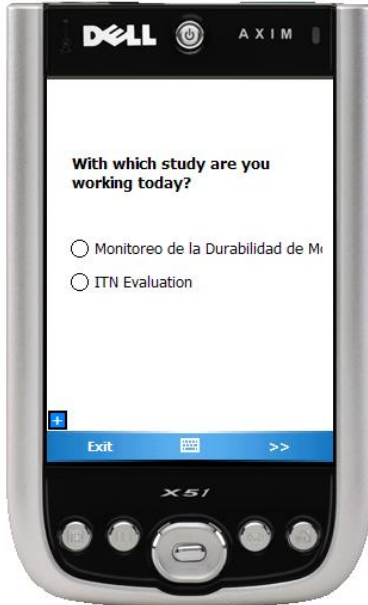 DELL
AXIM
With which study are you
working today?
Monitoreo de la Durabilidad de M
ITN Evaluation
+
Exit
>>
X51